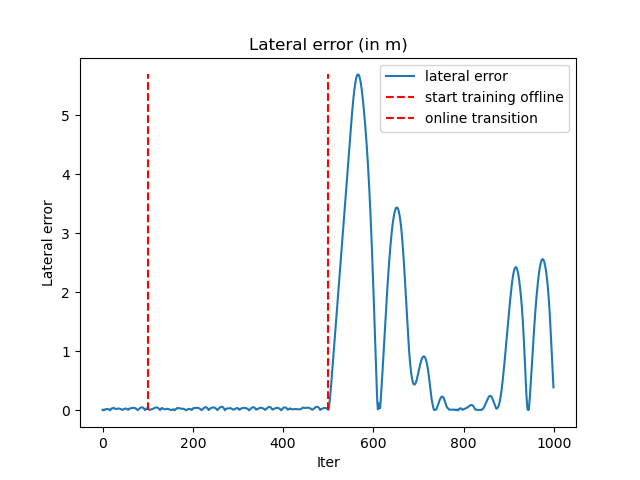 Lateral error (in m)
lateral error
start training offline
online transition
5
4
3
2
1
0
Lateral error
0 200 400 600 800 1000
Iter